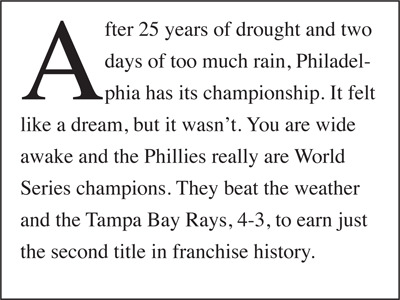 After 25 years of drought and two
days of too much rain, Philadel-
phia has its championship. It felt
like a dream, but it wasn’t. You are wide
awake and the Phillies really are World
Series champions. They beat the weather
and the Tampa Bay Rays, 4-3, to earn just
the second title in franchise history.